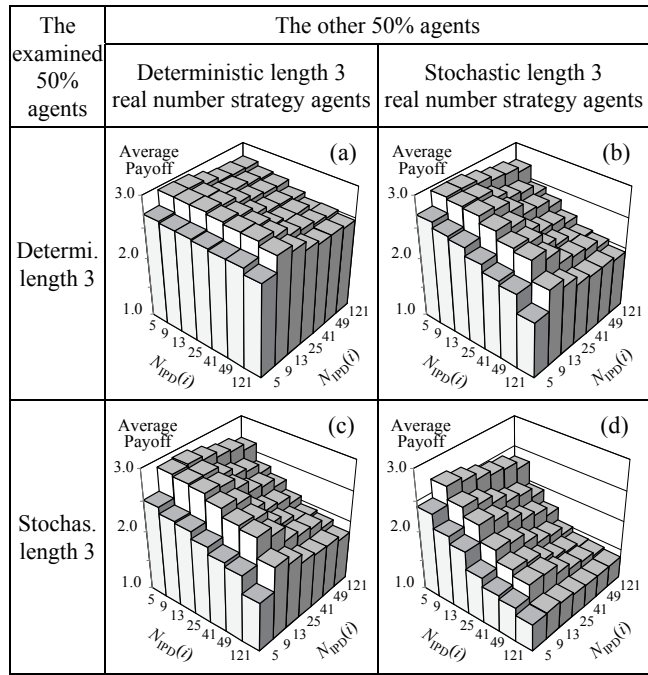 The examined 50% agents
The other 50% agents
Deterministic length 3
real number strategy agents
Stochastic length 3
real number strategy agents
Determi.
length 3
Average
Payoff
(a)
3.0
2.0
1.0
5 9 13 25 41 49 121
N_IPD(i)
5 9 13 25 41 49 121
N_IPD(i)
Average
Payoff
(b)
3.0
2.0
1.0
5 9 13 25 41 49 121
N_IPD(i)
5 9 13 25 41 49 121
N_IPD(i)
Stochas.
length 3
Average
Payoff
(c)
3.0
2.0
1.0
5 9 13 25 41 49 121
N_IPD(i)
5 9 13 25 41 49 121
N_IPD(i)
Average
Payoff
(d)
3.0
2.0
1.0
5 9 13 25 41 49 121
N_IPD(i)
5 9 13 25 41 49 121
N_IPD(i)